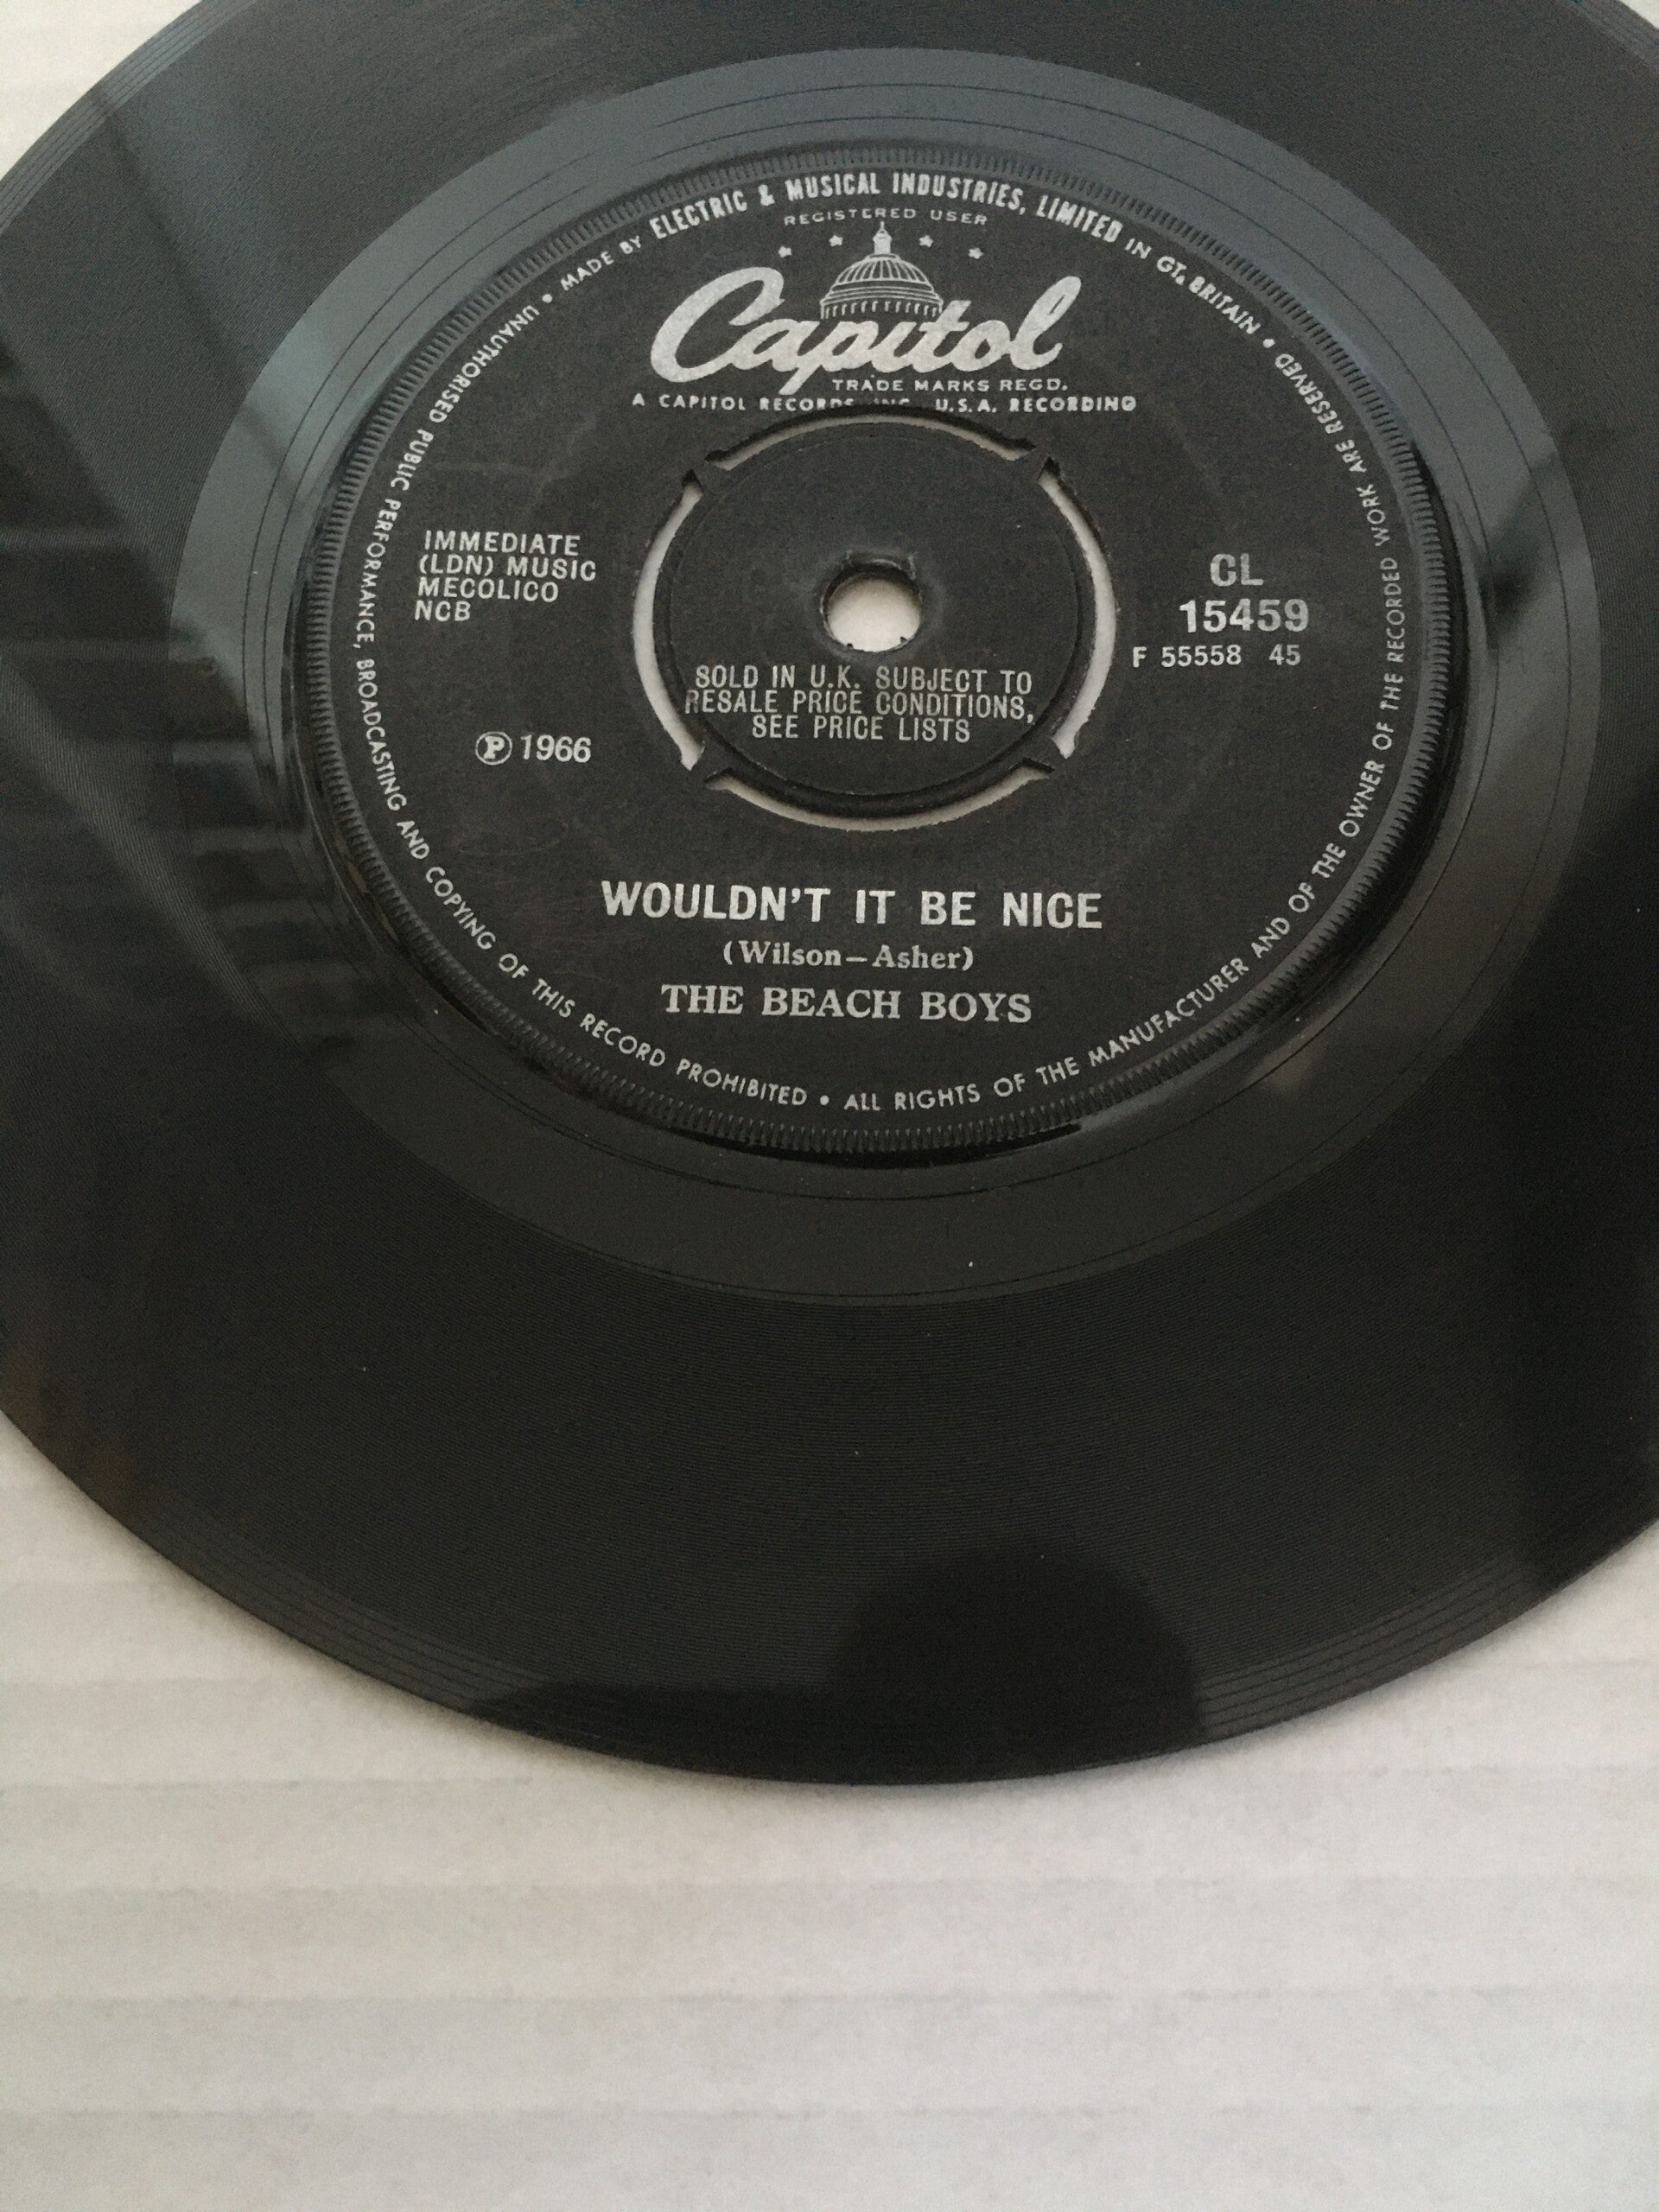 MADE BY ELECTRIC & MUSICAL INDUSTRIES, LIMITED IN GT. BRITAIN • ALL RIGHTS OF THE MANUFACTURER AND OF THE OWNER OF THE RECORDED WORK ARE RESERVED • UNAUTHORISED PUBLIC PERFORMANCE, BROADCASTING AND COPYING OF THIS RECORD PROHIBITED •
REGISTERED USER
Capitol
TRADE MARKS REGD.
A CAPITOL RECORDS INC. U.S.A. RECORDING
IMMEDIATE
(LDN) MUSIC
MECOLICO
NCB
CL
15459
F 55558 45
SOLD IN U.K. SUBJECT TO
RESALE PRICE CONDITIONS,
SEE PRICE LISTS
Ⓟ 1966
WOULDN'T IT BE NICE
(Wilson—Asher)
THE BEACH BOYS